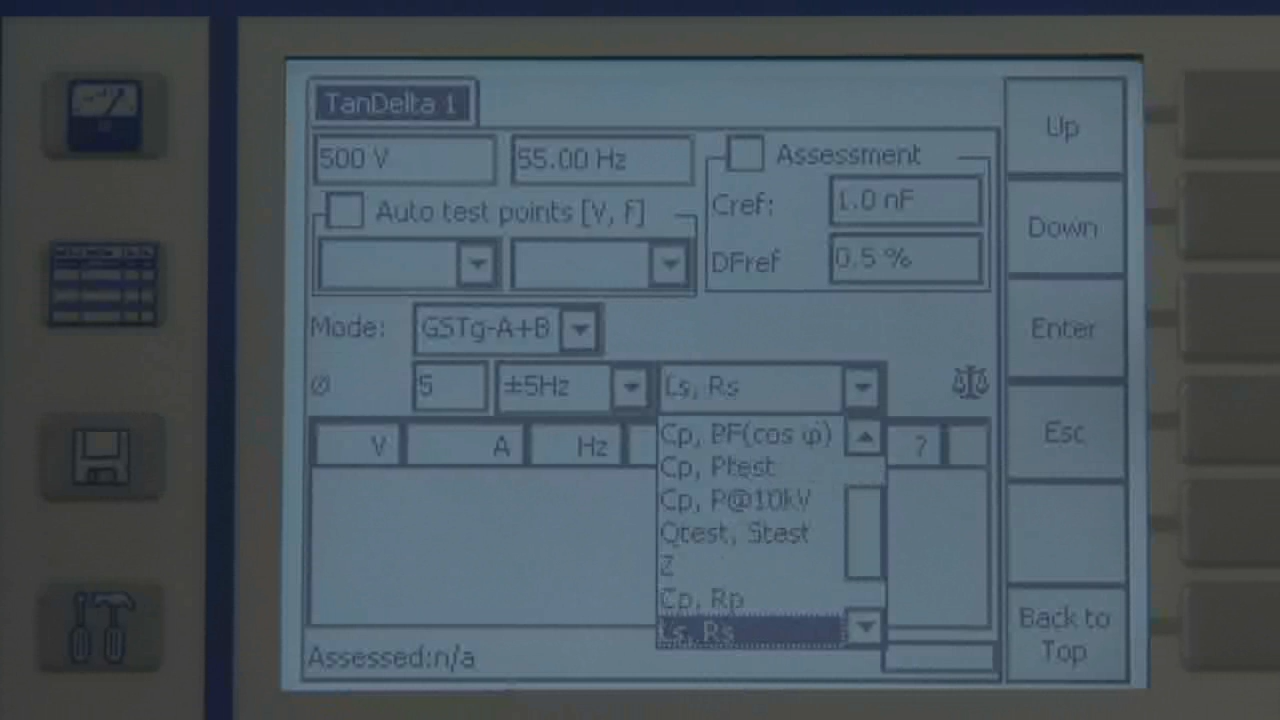 TanDelta 1
500 V
55.00 Hz
Assessment
Auto test points [V, f]
Cref:
1.0 nF
DFref
0.5 %
Mode:
GSTg-A+B
Ø
5
±5Hz
Ls, Rs
V
A
Hz
?
Cp, PF(cos φ)
Cp, Ptest
Cp, P@10kV
Qtest, Stest
Z
Cp, Rp
Ls, Rs
Assessed:n/a
Up
Down
Enter
Esc
Back to
Top